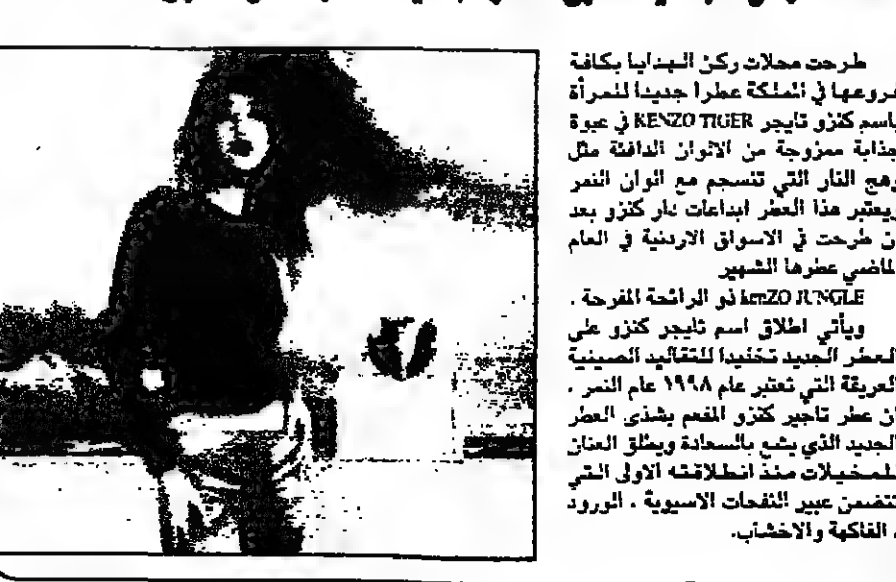 طرحت محلات ركن الهدايا بكافة
فروعها في المملكة عطرا جديدا للمرأة
باسم كنزو تايجر KENZO TIGER في عبوة
جذابة ممزوجة من الالوان الدافئة مثل
وهج النار التي تنسجم مع الوان النمر
ويعتبر هذا العطر ابداعات دار كنزو بعد
ان طرحت في الاسواق الاردنية في العام
الماضي عطرها الشهير
kenZO JUNGLE ذو الرائحة المفرحة .
ويأتي اطلاق اسم تايجر كنزو على
العطر الجديد تخليدا للتقاليد الصينية
العريقة التي تعتبر عام ١٩٩٨ عام النمر .
ان عطر تاجير كنزو المفعم بشذى العطر
الجديد الذي يشع بالسعادة ويطلق العنان
للمخيلات منذ انطلاقته الاولى التي
تتضمن عبير النفحات الاسيوية . الورود
، الفاكهة والاخشاب.